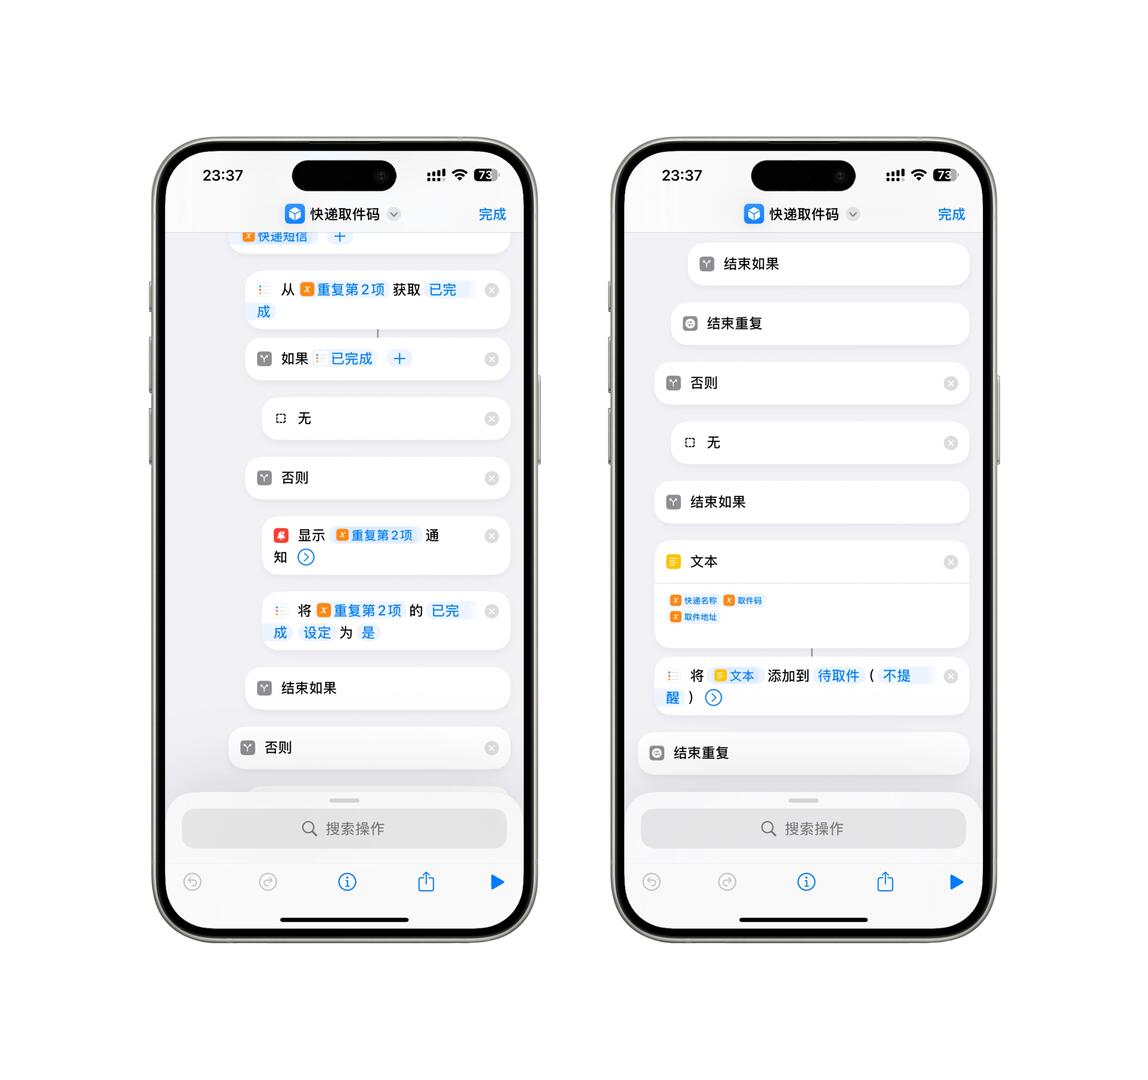 23:37
73
快递取件码
完成
快递短信
从 重复第2项 获取 已完
成
如果 已完成
无
否则
显示 重复第2项 通
知
将 重复第2项 的 已完
成 设定 为 是
结束如果
否则
搜索操作
23:37
73
快递取件码
完成
结束如果
结束重复
否则
无
结束如果
文本
快递名称 取件码
取件地址
将 文本 添加到 待取件 ( 不提
醒 )
结束重复
搜索操作